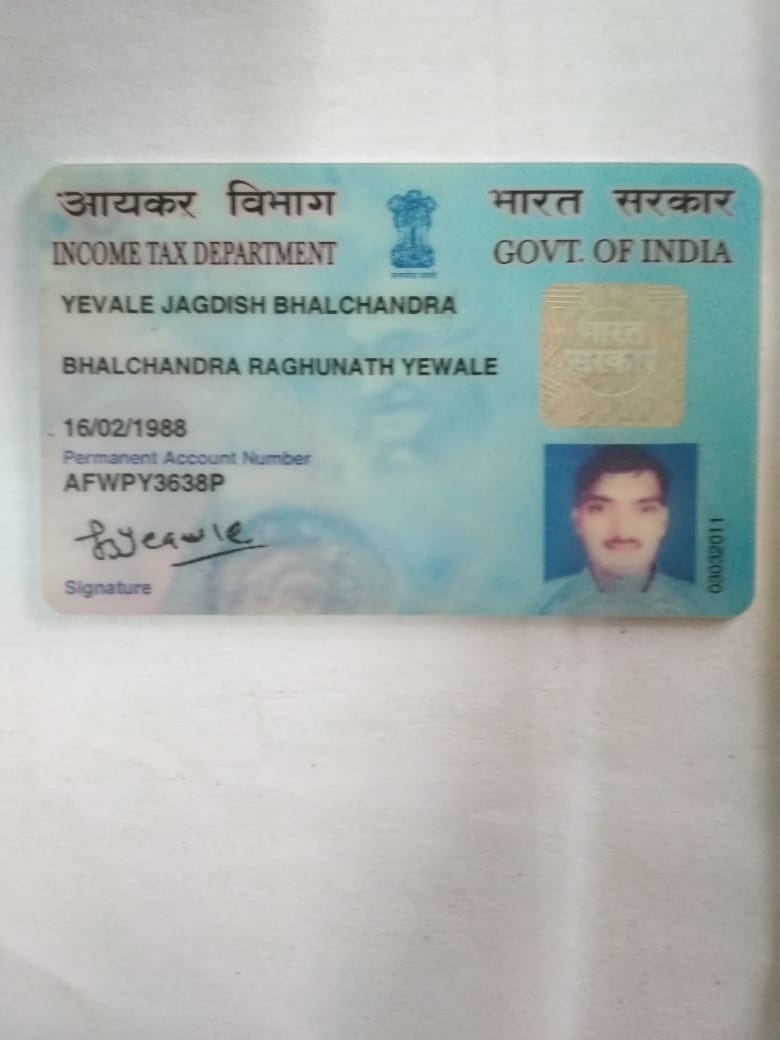 आयकर विभाग
INCOME TAX DEPARTMENT
भारत सरकार
GOVT. OF INDIA
YEVALE JAGDISH BHALCHANDRA
BHALCHANDRA RAGHUNATH YEWALE
16/02/1988
Permanent Account Number
AFWPY3638P
Signature
भारत
सरकार
03032011